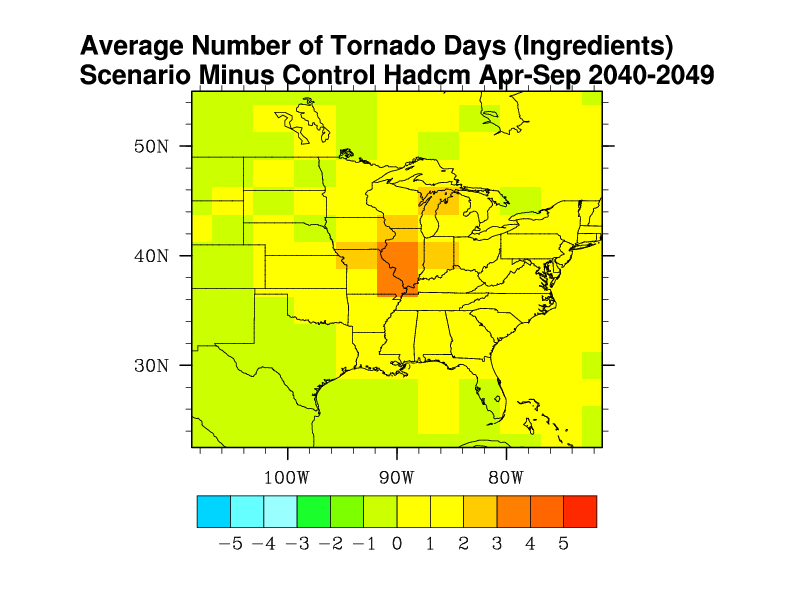 Average Number of Tornado Days (Ingredients)
Scenario Minus Control Hadcm Apr-Sep 2040-2049
50N
40N
30N
100W 90W 80W
−5 −4 −3 −2 −1 0 1 2 3 4 5